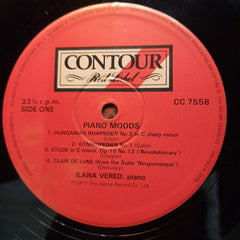 CONTOUR
Red Label
33⅓ r.p.m.
SIDE ONE
CC 7558
PIANO MOODS
1. HUNGARIAN RHAPSODY No.2 in C sharp minor
(Liszt)
2. GYMNOPEDIES No.1 (Satie)
3. ETUDE in C minor, Op.10 No.12 ('Revolutionary')
(Chopin)
4. CLAIR DE LUNE (from the Suite 'Bergamasque')
(Debussy)
ILANA VERED, piano
℗ 1977 The Decca Record Co. Ltd.